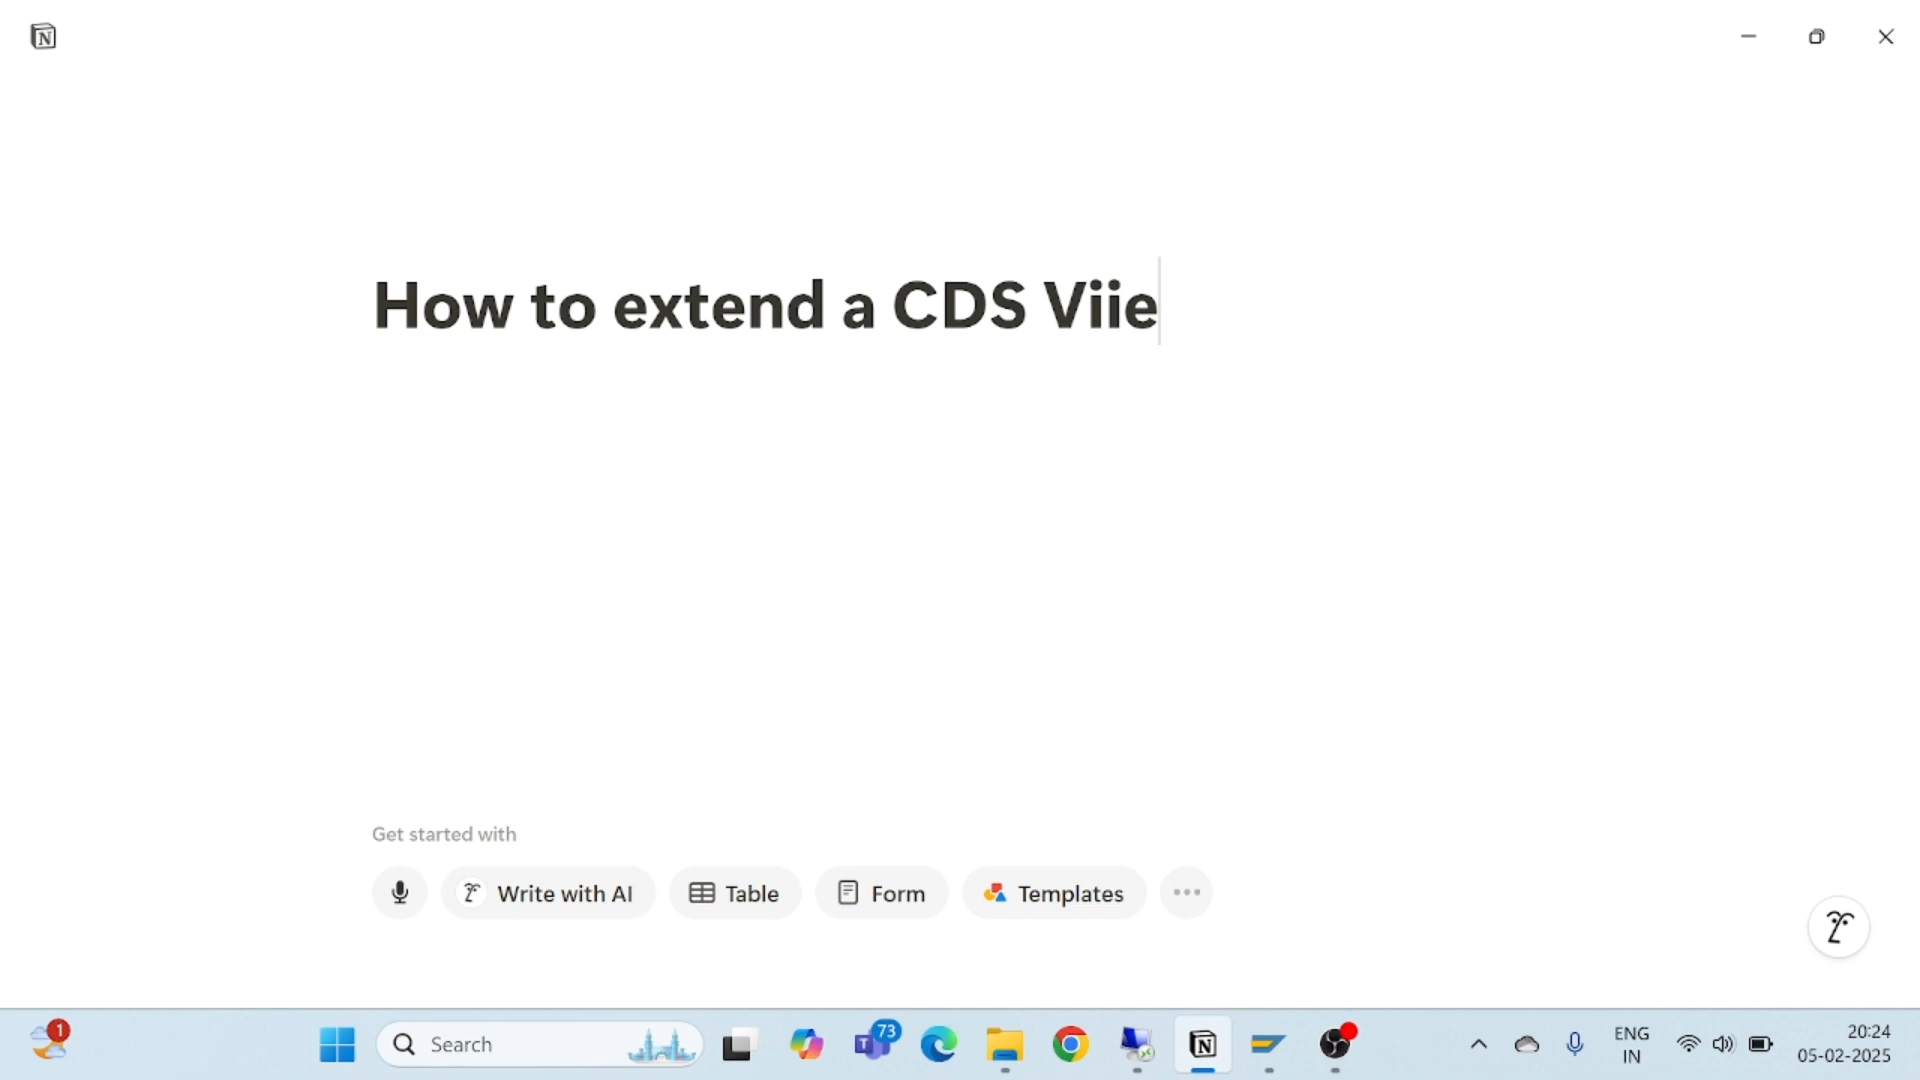 How to extend a CDS Viie
Get started with
Write with AI
Table
Form
Templates
1
Search
73
ENG
IN
20:24
05-02-2025